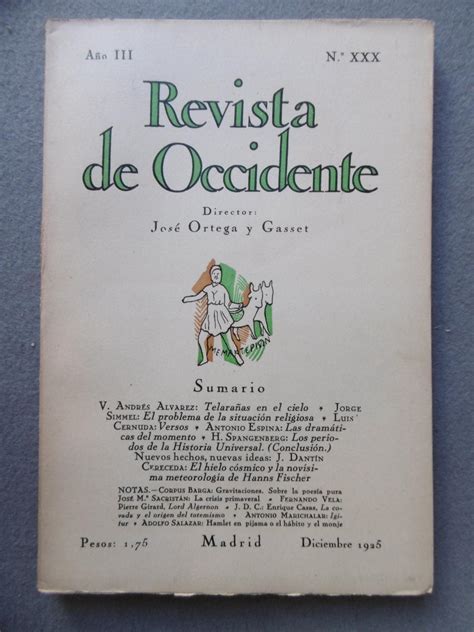 Año III N.º XXX
Revista
de Occidente
Director:
José Ortega y Gasset
Sumario
V. Andrés Alvarez: Telarañas en el cielo ✦ Jorge
Simmel: El problema de la situación religiosa ✦ Luis
Cernuda: Versos ✦ Antonio Espina: Las dramáti-
cas del momento ✦ H. Spangenberg: Los perio-
dos de la Historia Universal. (Conclusión.)
Nuevos hechos, nuevas ideas: J. Dantín
Cereceda: El hielo cósmico y la noví
sima meteorología de Hanns Fischer
NOTAS.—Corpus Barga: Gravitaciones. Sobre la poesía pura
José M.ª Sacristán: La crisis primaveral ✦ Fernando Vela:
Pierre Girard, Lord Algernon ✦ J. D. C.: Enrique Casas, La co-
vada y el origen del totemismo ✦ Antonio Marichalar: Igi-
tur ✦ Adolfo Salazar: Hamlet en pijama o el hábito y el monje
Pesos: 1,75 Madrid Diciembre 1925